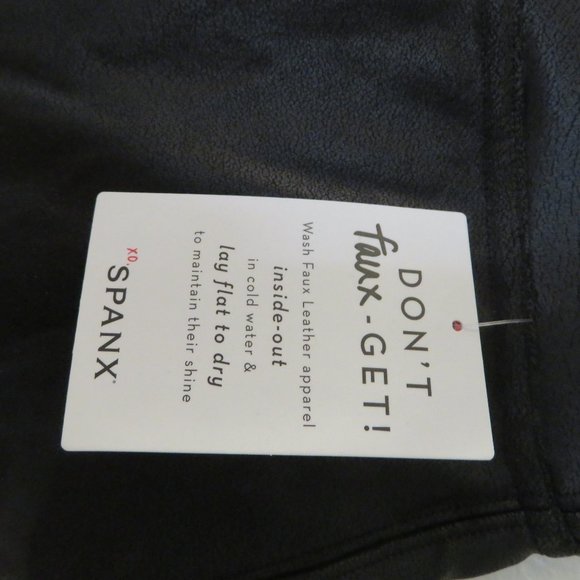 DON'T
faux-GET!
Wash Faux Leather apparel
inside-out
in cold water &
lay flat to dry
to maintain their shine
XO,
SPANX®